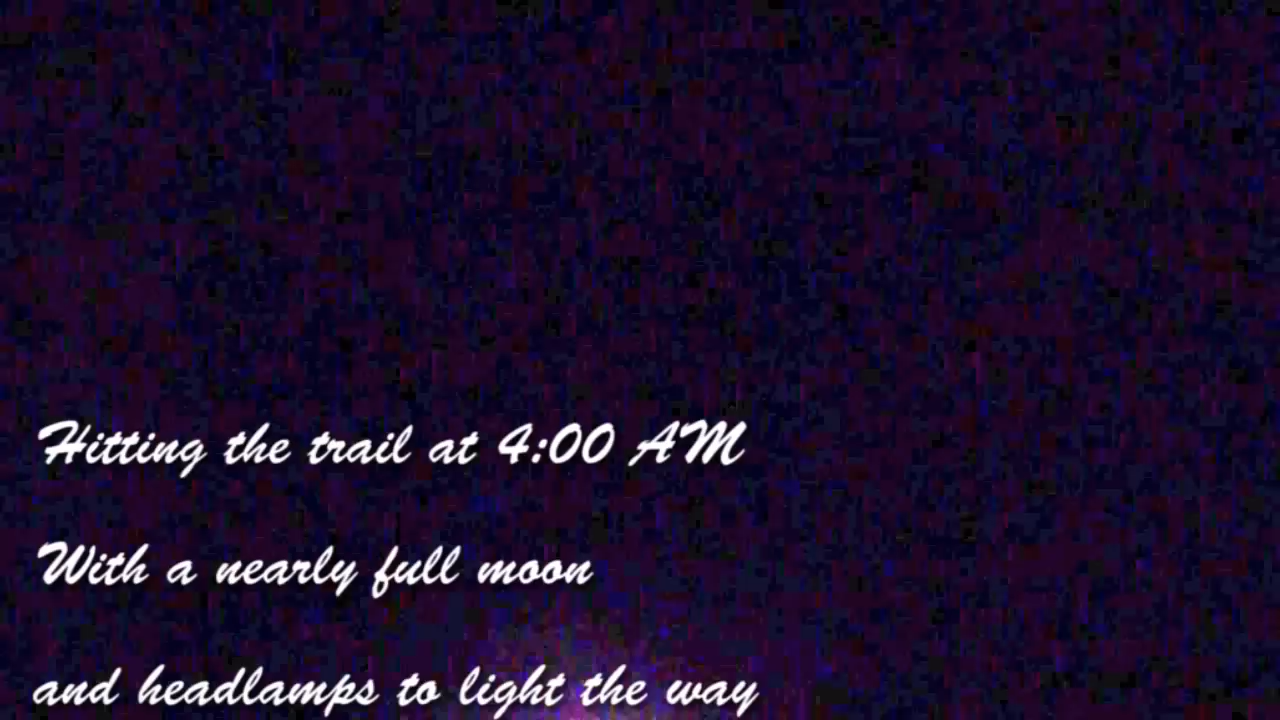 Hitting the trail at 4:00 AM
With a nearly full moon
and headlamps to light the way